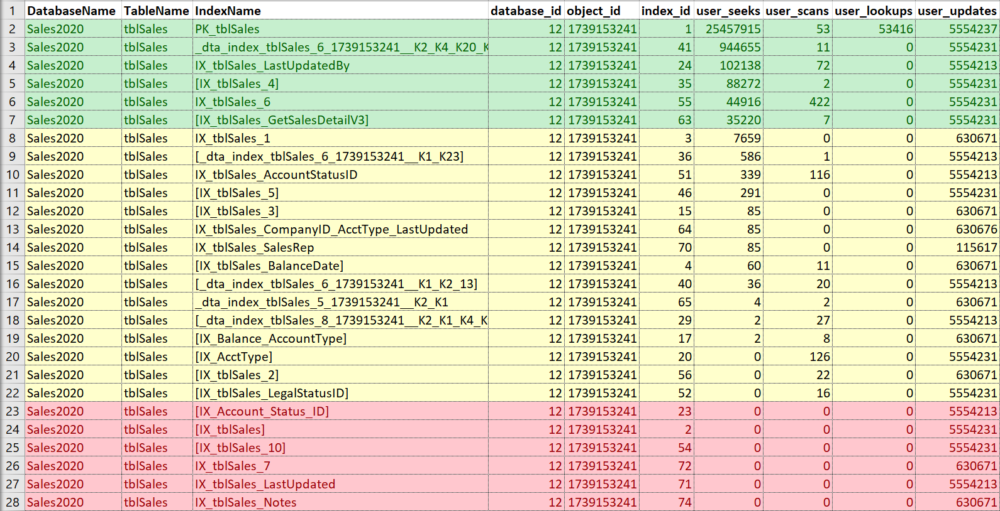 1 DatabaseName TableName IndexName database_id object_id index_id user_seeks user_scans user_lookups user_updates
2 Sales2020 tblSales PK_tblSales 12 1739153241 1 25457915 53 53416 5554237
3 Sales2020 tblSales _dta_index_tblSales_6_1739153241__K2_K4_K20_K 12 1739153241 41 944655 11 0 5554231
4 Sales2020 tblSales IX_tblSales_LastUpdatedBy 12 1739153241 24 102138 72 0 5554213
5 Sales2020 tblSales [IX_tblSales_4] 12 1739153241 35 88272 2 0 5554231
6 Sales2020 tblSales IX_tblSales_6 12 1739153241 55 44916 422 0 5554231
7 Sales2020 tblSales [IX_tblSales_GetSalesDetailV3] 12 1739153241 63 35220 7 0 5554231
8 Sales2020 tblSales IX_tblSales_1 12 1739153241 3 7659 0 0 630671
9 Sales2020 tblSales [_dta_index_tblSales_6_1739153241__K1_K23] 12 1739153241 36 586 1 0 5554213
10 Sales2020 tblSales IX_tblSales_AccountStatusID 12 1739153241 51 339 116 0 5554213
11 Sales2020 tblSales [IX_tblSales_5] 12 1739153241 46 291 0 0 5554231
12 Sales2020 tblSales [IX_tblSales_3] 12 1739153241 15 85 0 0 630671
13 Sales2020 tblSales IX_tblSales_CompanyID_AcctType_LastUpdated 12 1739153241 64 85 0 0 630676
14 Sales2020 tblSales IX_tblSales_SalesRep 12 1739153241 70 85 0 0 115617
15 Sales2020 tblSales [IX_tblSales_BalanceDate] 12 1739153241 4 60 11 0 630671
16 Sales2020 tblSales [_dta_index_tblSales_6_1739153241__K1_K2_13] 12 1739153241 40 36 20 0 5554213
17 Sales2020 tblSales _dta_index_tblSales_5_1739153241__K2_K1 12 1739153241 65 4 2 0 630671
18 Sales2020 tblSales [_dta_index_tblSales_8_1739153241__K2_K1_K4_K 12 1739153241 29 2 27 0 5554213
19 Sales2020 tblSales [IX_Balance_AccountType] 12 1739153241 17 2 8 0 630671
20 Sales2020 tblSales [IX_AcctType] 12 1739153241 20 0 126 0 5554231
21 Sales2020 tblSales [IX_tblSales_2] 12 1739153241 56 0 22 0 630671
22 Sales2020 tblSales [IX_tblSales_LegalStatusID] 12 1739153241 52 0 16 0 5554231
23 Sales2020 tblSales [IX_Account_Status_ID] 12 1739153241 23 0 0 0 5554213
24 Sales2020 tblSales [IX_tblSales] 12 1739153241 2 0 0 0 5554231
25 Sales2020 tblSales [IX_tblSales_10] 12 1739153241 54 0 0 0 5554231
26 Sales2020 tblSales IX_tblSales_7 12 1739153241 72 0 0 0 630671
27 Sales2020 tblSales IX_tblSales_LastUpdated 12 1739153241 71 0 0 0 5554213
28 Sales2020 tblSales IX_tblSales_Notes 12 1739153241 74 0 0 0 630671